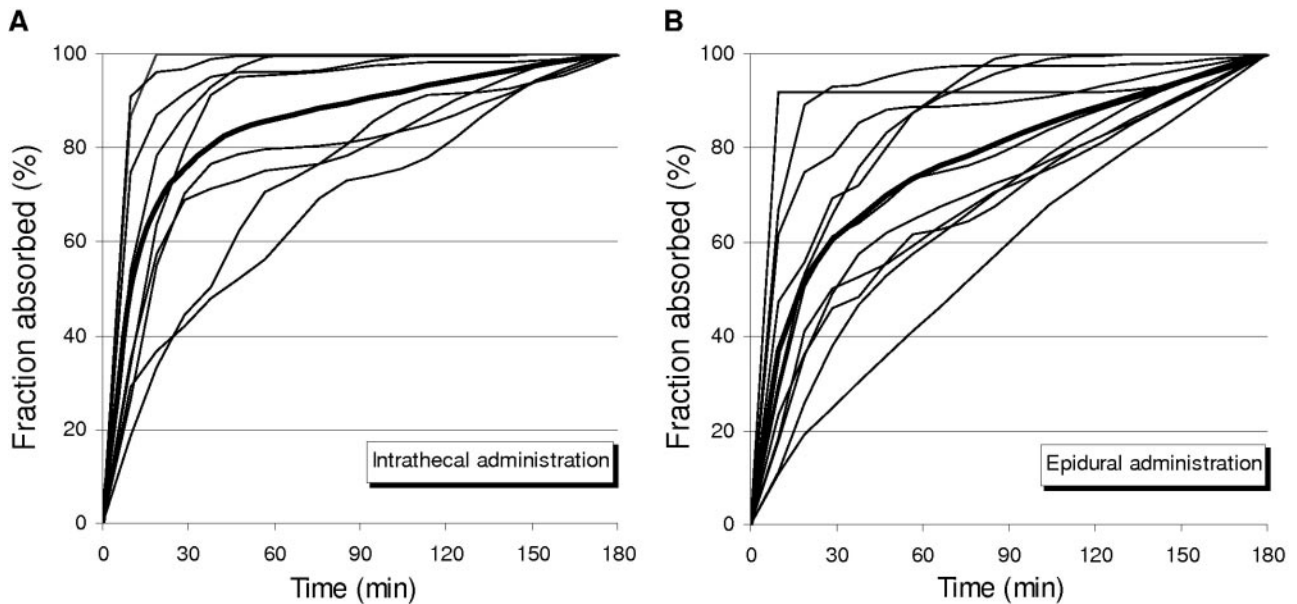 A
Fraction absorbed (%)
100
80
60
40
20
0
Intrathecal administration
0 30 60 90 120 150 180
Time (min)
B
Fraction absorbed (%)
100
80
60
40
20
0
Epidural administration
0 30 60 90 120 150 180
Time (min)